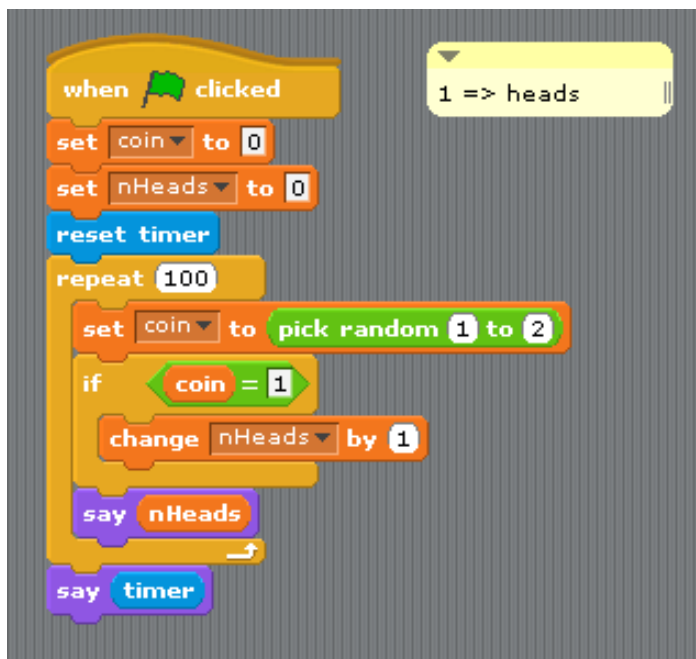 when clicked
1 => heads
set coin to 0
set nHeads to 0
reset timer
repeat 100
set coin to pick random 1 to 2
if coin = 1
change nHeads by 1
say nHeads
say timer